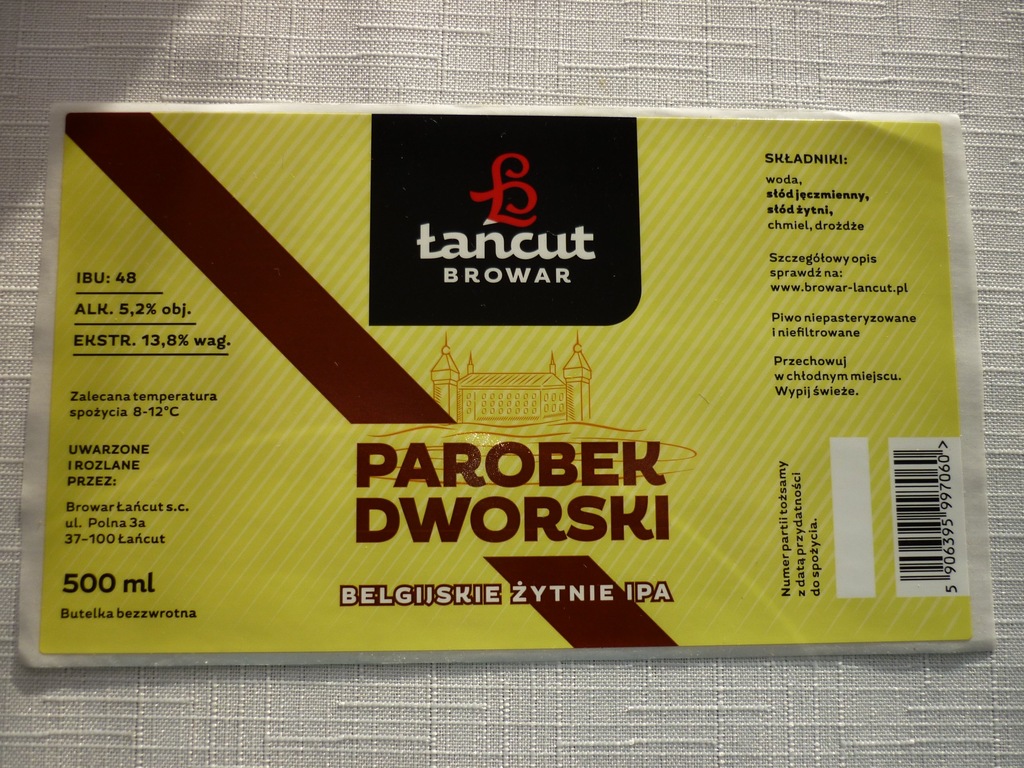 Łańcut
BROWAR
IBU: 48
ALK. 5,2% obj.
EKSTR. 13,8% wag.
Zalecana temperatura
spożycia 8-12°C
UWARZONE
I ROZLANE
PRZEZ:
Browar Łańcut s.c.
ul. Polna 3a
37-100 Łańcut
500 ml
Butelka bezzwrotna
PAROBEK
DWORSKI
BELGIJSKIE ŻYTNIE IPA
SKŁADNIKI:
woda,
słód jęczmienny,
słód żytni,
chmiel, drożdże
Szczegółowy opis
sprawdź na:
www.browar-lancut.pl
Piwo niepasteryzowane
i niefiltrowane
Przechowuj
w chłodnym miejscu.
Wypij świeże.
Numer partii tożsamy
z datą przydatności
do spożycia.
5 906395 997060 >